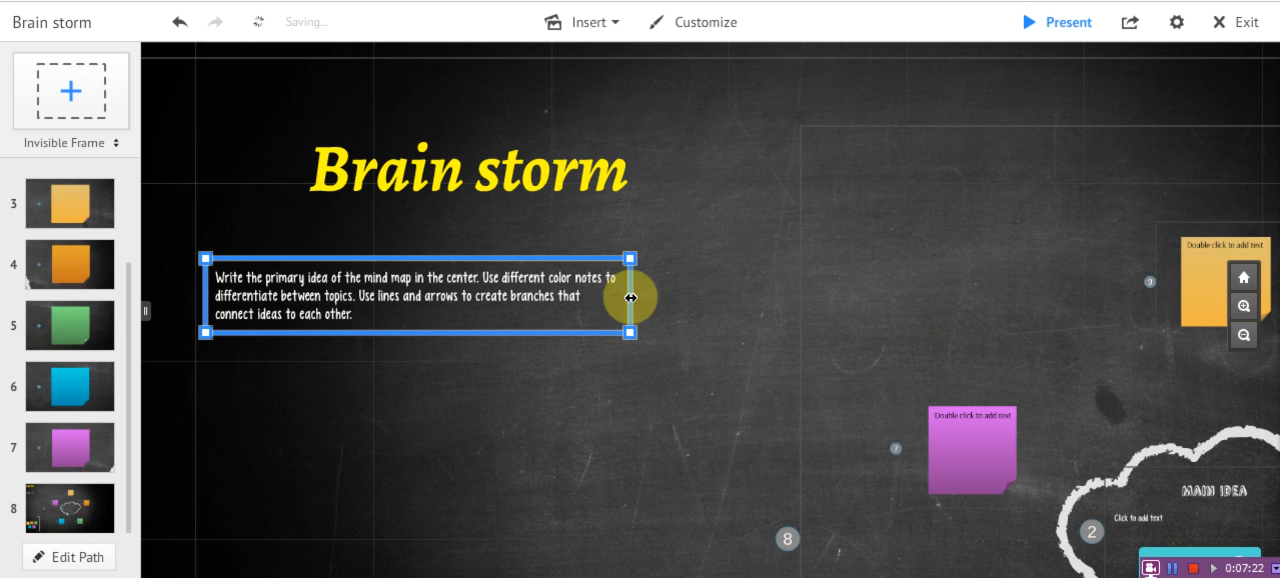 Brain storm
Saving...
Insert
Customize
Present
Exit
Invisible Frame
3
4
5
6
7
8
Edit Path
Brain storm
Write the primary idea of the mind map in the center. Use different color notes to
differentiate between topics. Use lines and arrows to create branches that
connect ideas to each other.
Double click to add text
3
Double click to add text
7
MAIN IDEA
Click to add text
2
8
0:07:22